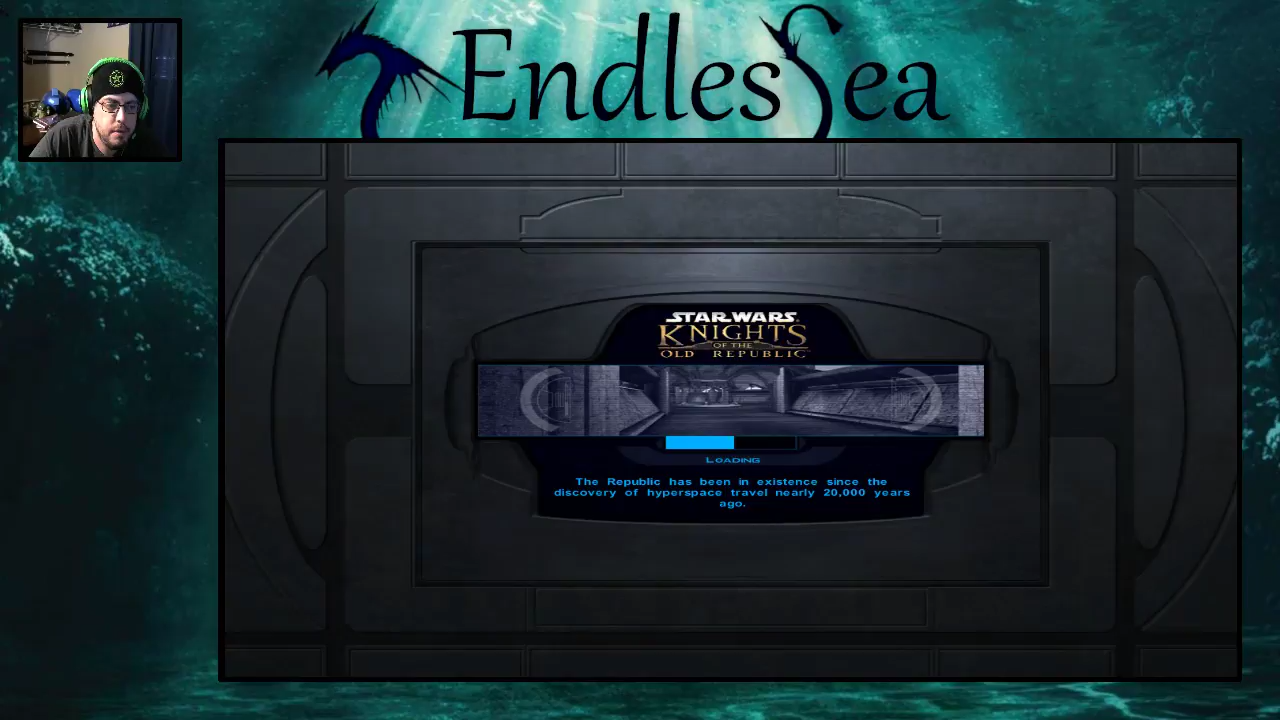 EndlesSea
STAR WARS
KNIGHTS
OF THE
OLD REPUBLIC
LOADING
The Republic has been in existence since the
discovery of hyperspace travel nearly 20,000 years
ago.